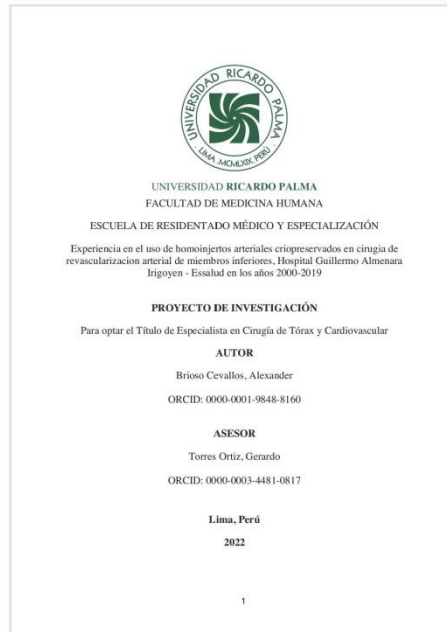 UNIVERSIDAD RICARDO PALMA
LIMA .MCMLXIX. PERÚ
UNIVERSIDAD RICARDO PALMA
FACULTAD DE MEDICINA HUMANA
ESCUELA DE RESIDENTADO MÉDICO Y ESPECIALIZACIÓN
Experiencia en el uso de homoinjertos arteriales criopreservados en cirugia de
revascularizacion arterial de miembros inferiores, Hospital Guillermo Almenara
Irigoyen - Essalud en los años 2000-2019
PROYECTO DE INVESTIGACIÓN
Para optar el Título de Especialista en Cirugía de Tórax y Cardiovascular
AUTOR
Brioso Cevallos, Alexander
ORCID: 0000-0001-9848-8160
ASESOR
Torres Ortiz, Gerardo
ORCID: 0000-0003-4481-0817
Lima, Perú
2022
1